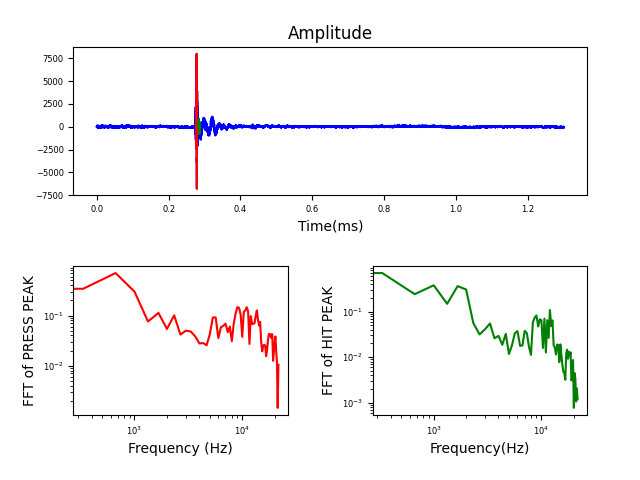 Amplitude
7500
5000
2500
0
−2500
−5000
−7500
0.0 0.2 0.4 0.6 0.8 1.0 1.2
Time(ms)
FFT of PRESS PEAK
10⁻¹
10⁻²
10³ 10⁴
Frequency (Hz)
FFT of HIT PEAK
10⁻¹
10⁻²
10⁻³
10³ 10⁴
Frequency(Hz)